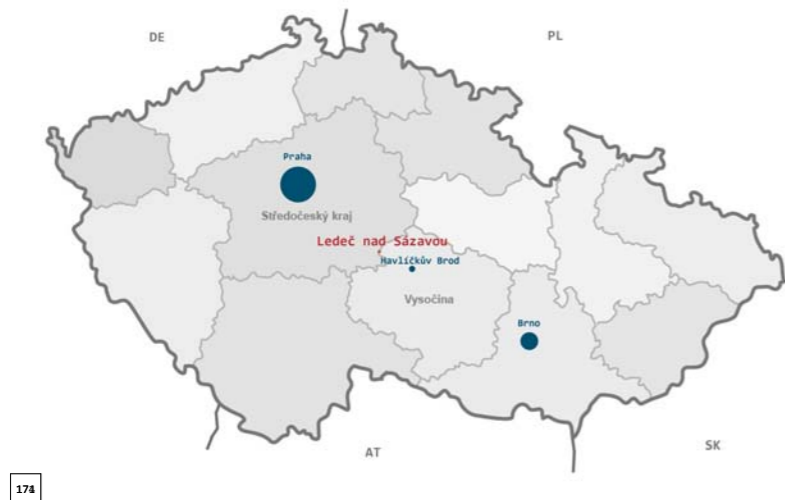 DE
PL
Praha
Středočeský kraj
Ledeč nad Sázavou
Havlíčkův Brod
Vysočina
Brno
AT
SK